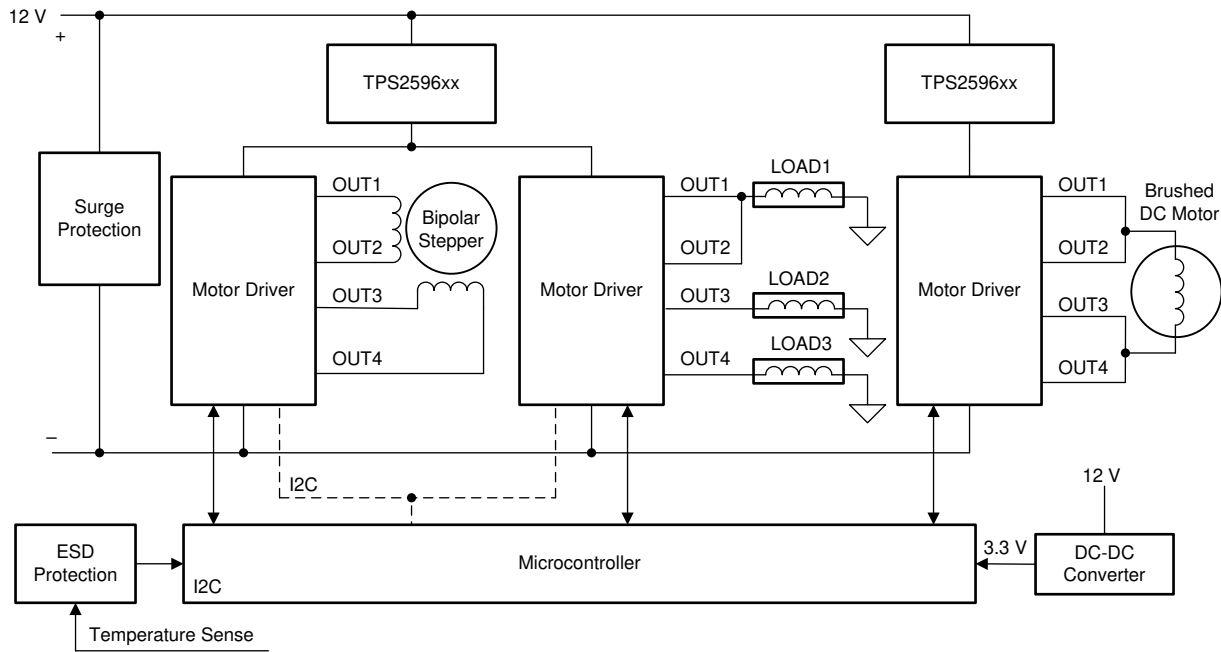 12 V
+
TPS2596xx
TPS2596xx
Surge
Protection
Motor Driver
OUT1
OUT2
OUT3
OUT4
Bipolar
Stepper
Motor Driver
OUT1
OUT2
OUT3
OUT4
LOAD1
LOAD2
LOAD3
Motor Driver
OUT1
OUT2
OUT3
OUT4
Brushed
DC Motor
–
I2C
12 V
ESD
Protection
Microcontroller
I2C
3.3 V
DC-DC
Converter
Temperature Sense